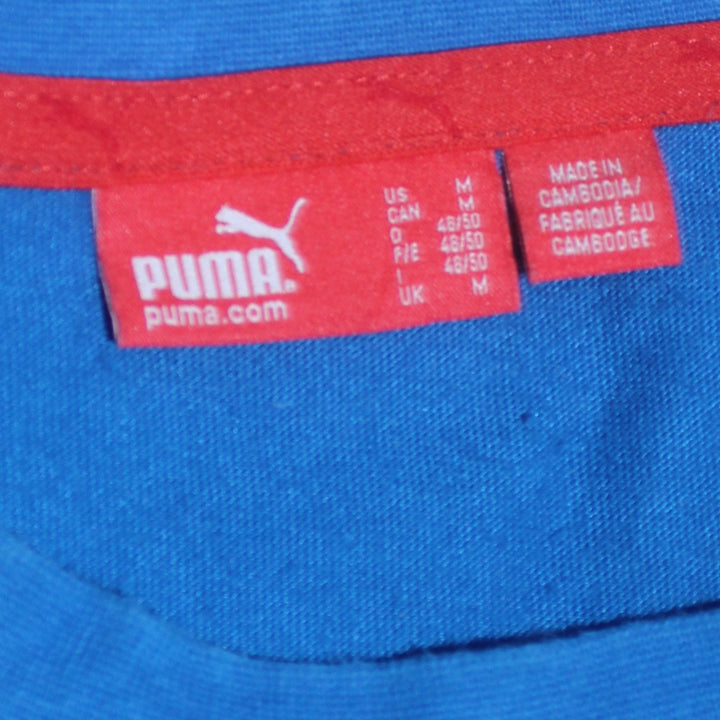 PUMA®
puma.com
US M
CAN M
D 48/50
F/E 48/50
I 48/50
UK M
MADE IN
CAMBODIA/
FABRIQUÉ AU
CAMBODGE